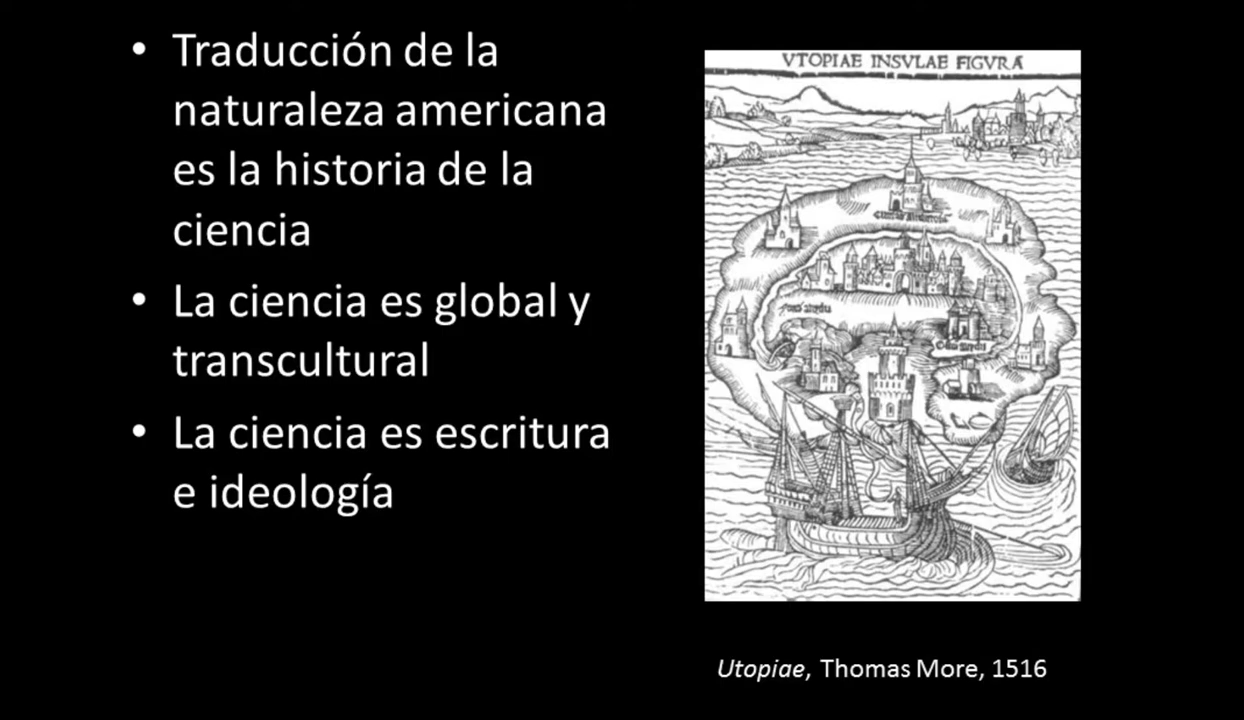 • Traducción de la
naturaleza americana
es la historia de la
ciencia
• La ciencia es global y
transcultural
• La ciencia es escritura
e ideología
VTOPIAE INSVLAE FIGVRA
Utopiae, Thomas More, 1516